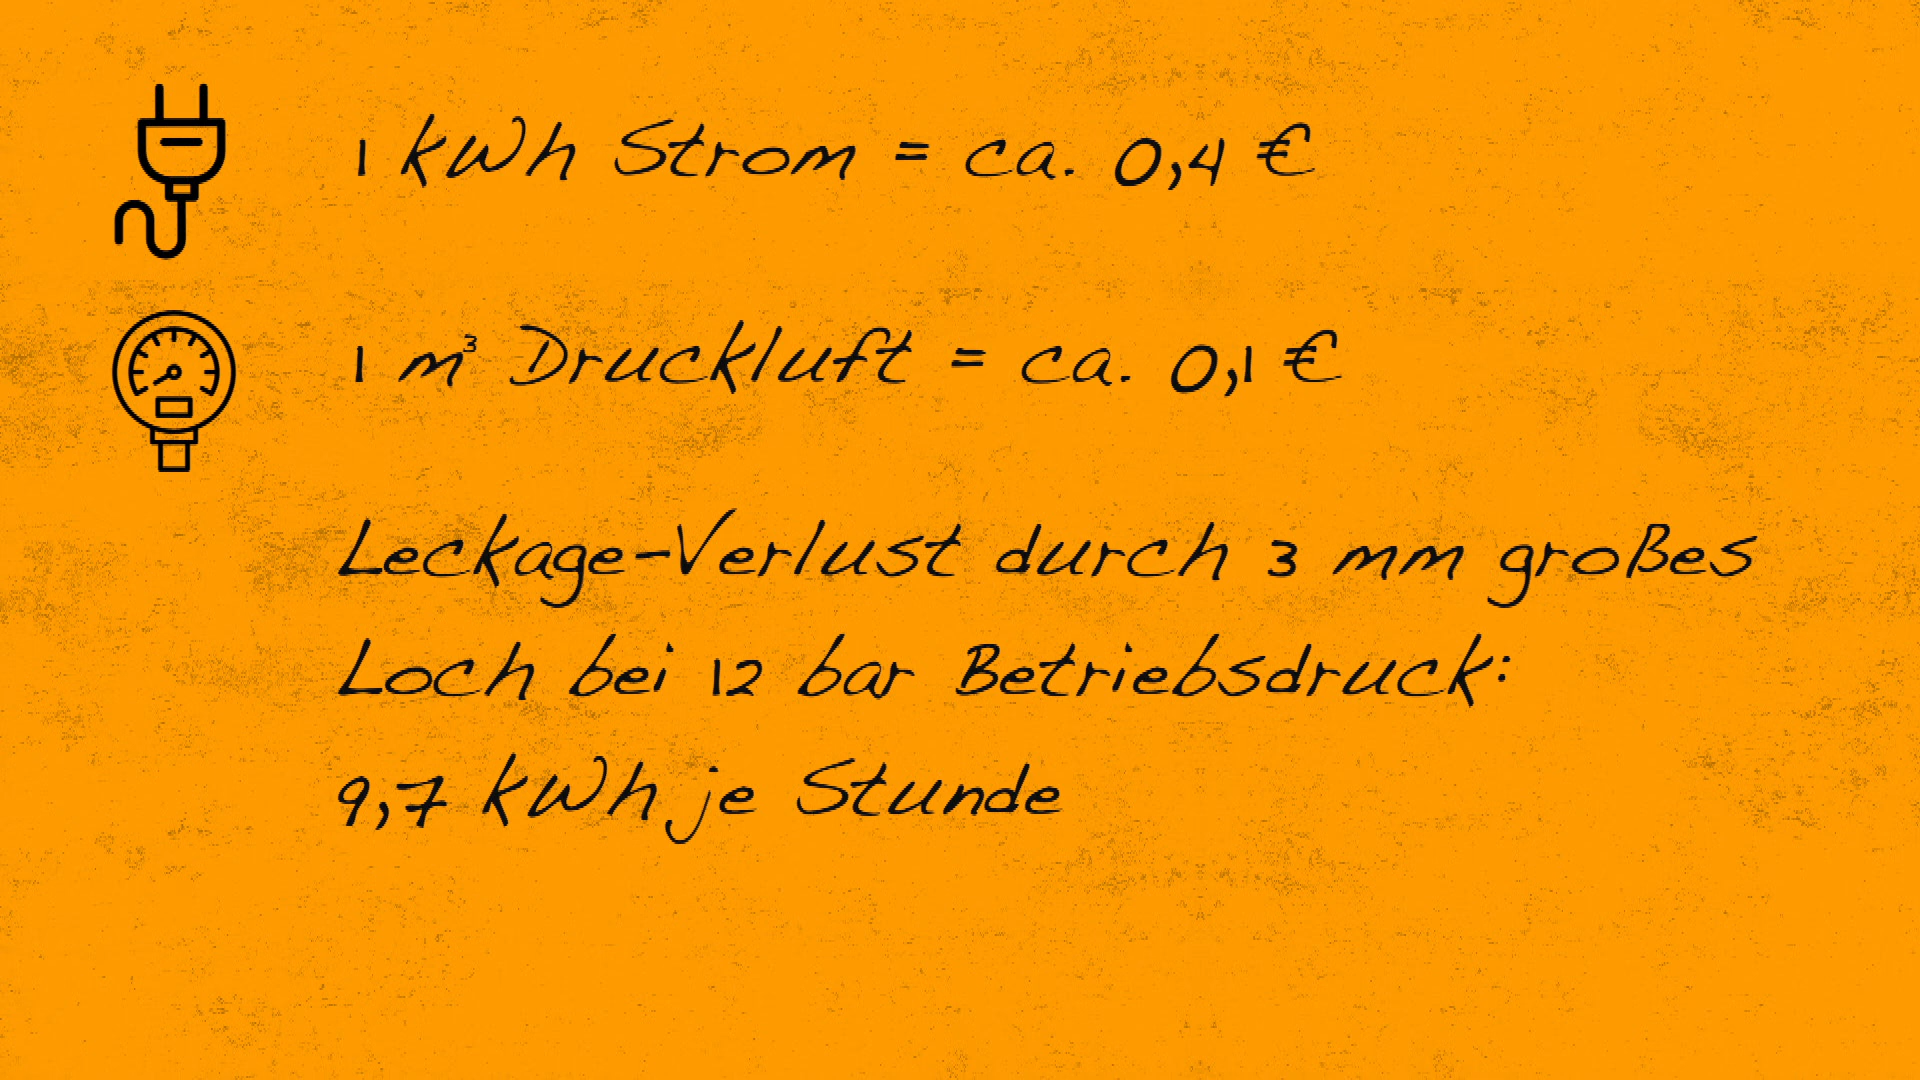 1 kWh Strom = ca. 0,4 €
1 m³ Druckluft = ca. 0,1 €
Leckage-Verlust durch 3 mm großes
Loch bei 12 bar Betriebsdruck:
9,7 kWh je Stunde